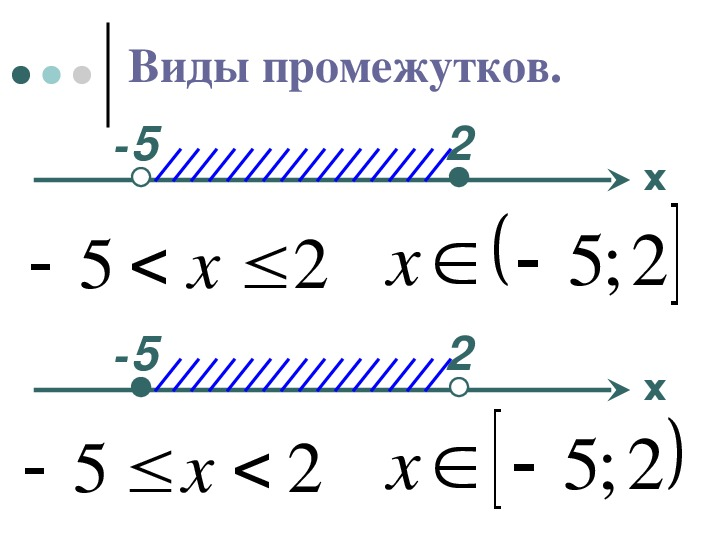 Виды промежутков.
-5 2 x
- 5 < x ≤ 2 x ∈ (- 5; 2]
-5 2 x
- 5 ≤ x < 2 x ∈ [- 5; 2)